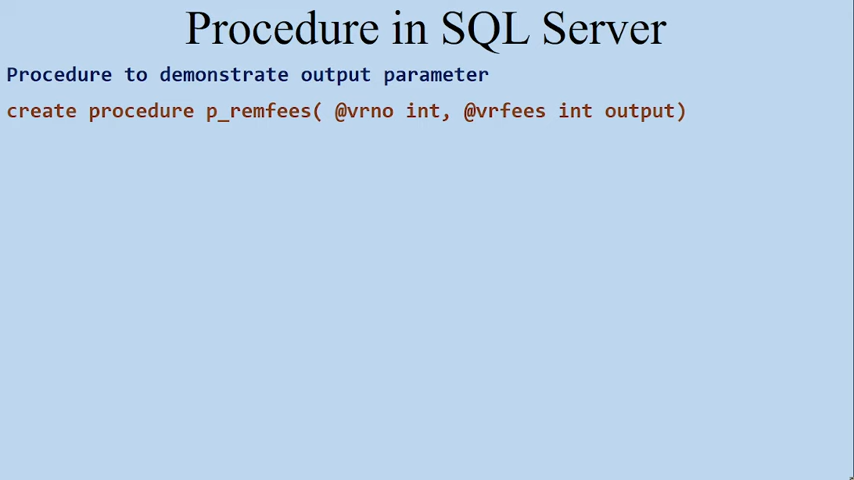 Procedure in SQL Server
Procedure to demonstrate output parameter
create procedure p_remfees( @vrno int, @vrfees int output)